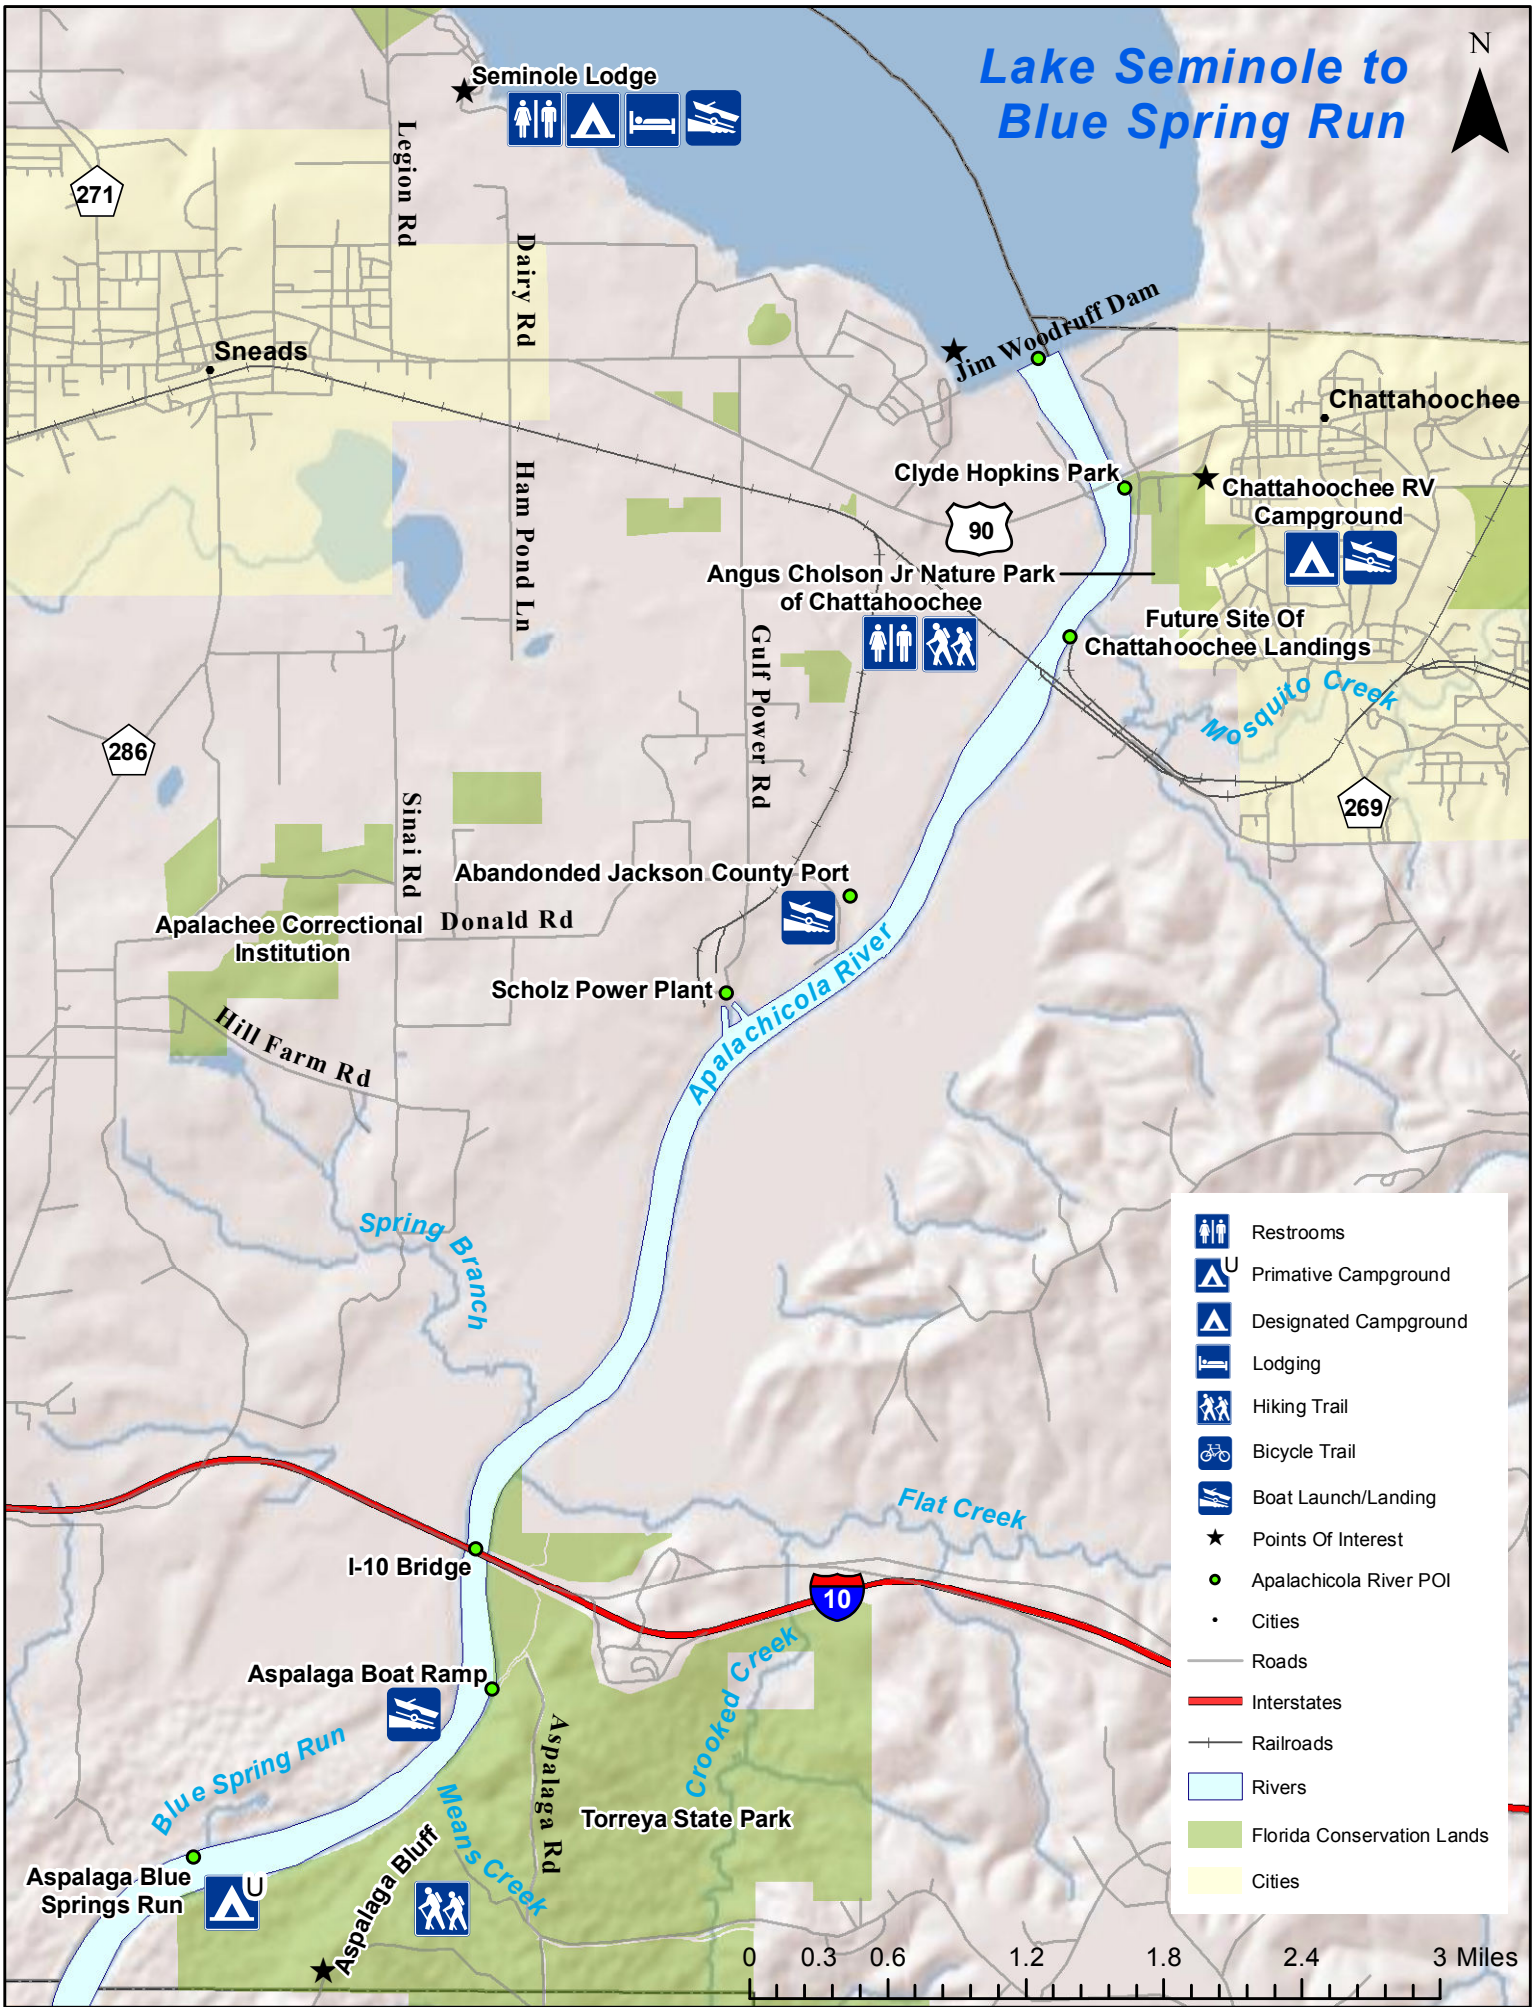 Lake Seminole to
Blue Spring Run
N
Seminole Lodge
Legion Rd
271
Dairy Rd
Jim Woodruff Dam
Sneads
Chattahoochee
Clyde Hopkins Park
Chattahoochee RV
Campground
Ham Pond Ln
90
Angus Cholson Jr Nature Park
of Chattahoochee
Future Site Of
Chattahoochee Landings
Gulf Power Rd
Mosquito Creek
286
269
Sinai Rd
Abandonded Jackson County Port
Apalachee Correctional
Institution
Donald Rd
Scholz Power Plant
Apalachicola River
Hill Farm Rd
Spring Branch
Flat Creek
I-10 Bridge
10
Aspalaga Boat Ramp
Crooked Creek
Aspalaga Rd
Blue Spring Run
Means Creek
Torreya State Park
Aspalaga Blue
Springs Run
U
Aspalaga Bluff
Restrooms
U
Primative Campground
Designated Campground
Lodging
Hiking Trail
Bicycle Trail
Boat Launch/Landing
Points Of Interest
Apalachicola River POI
Cities
Roads
Interstates
Railroads
Rivers
Florida Conservation Lands
Cities
0 0.3 0.6 1.2 1.8 2.4 3 Miles